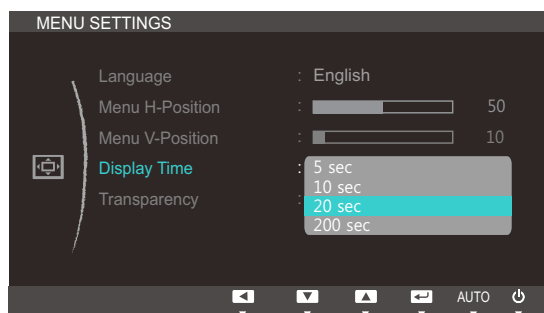 MENU SETTINGS
Language : English
Menu H-Position : 50
Menu V-Position : 10
Display Time : 5 sec
10 sec
20 sec
Transparency : 200 sec
AUTO